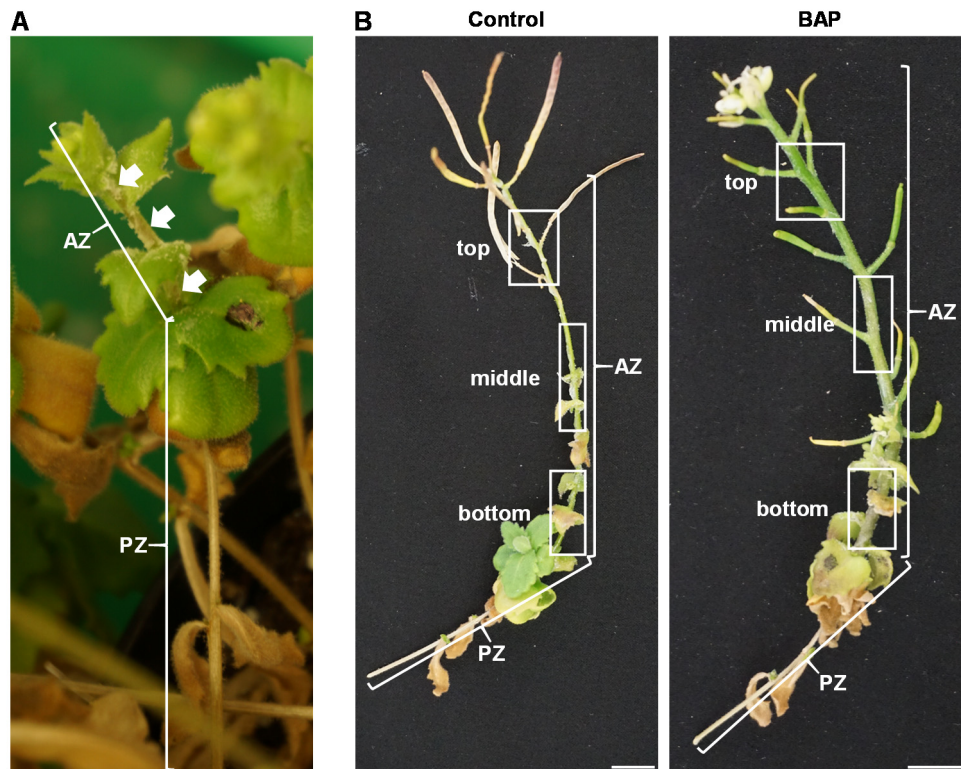 A
B
Control
BAP
AZ
PZ
top
middle
bottom
AZ
PZ
top
middle
bottom
AZ
PZ